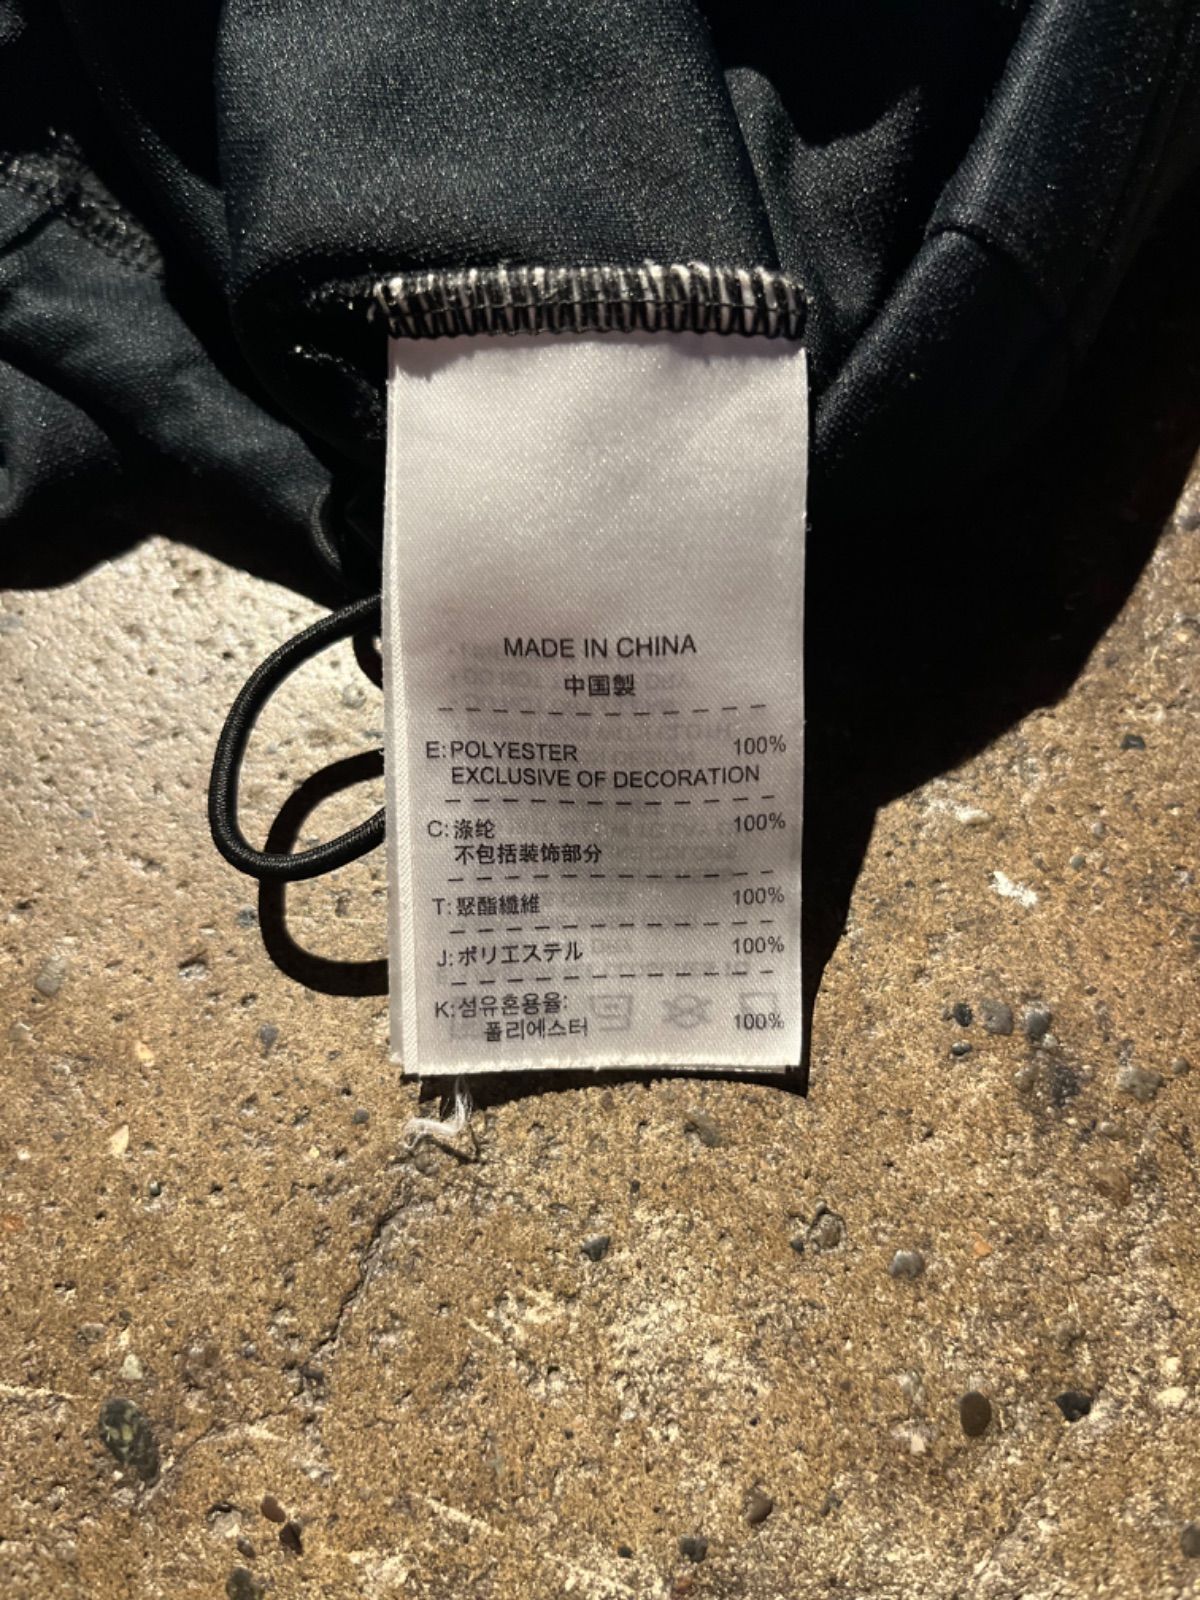 MADE IN CHINA
中国製
E: POLYESTER 100%
EXCLUSIVE OF DECORATION
C: 涤纶 100%
不包括装饰部分
T: 聚酯纖維 100%
J: ポリエステル 100%
K: 섬유혼용율:
폴리에스터 100%